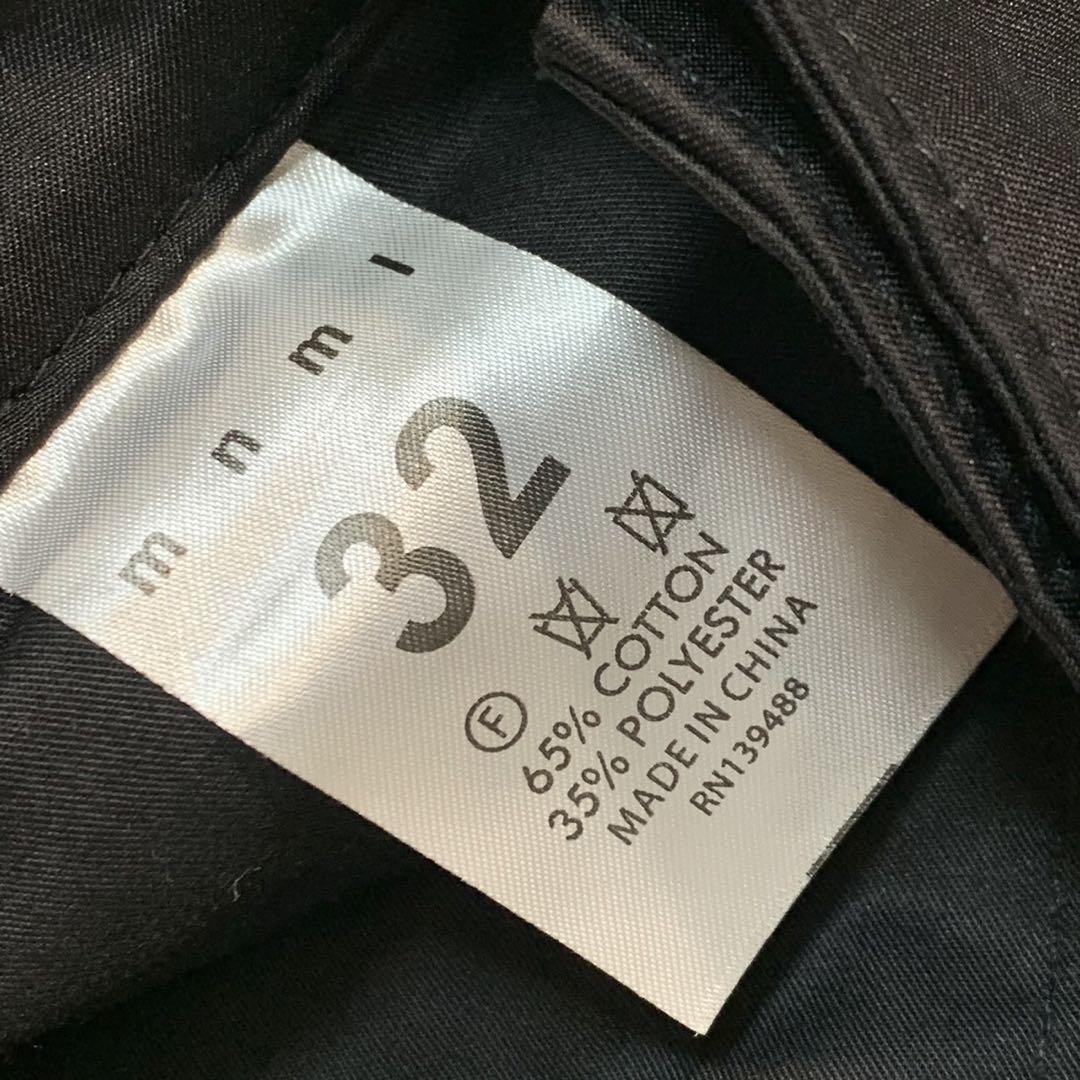 m n m l
32
F
65% COTTON
35% POLYESTER
MADE IN CHINA
RN139488